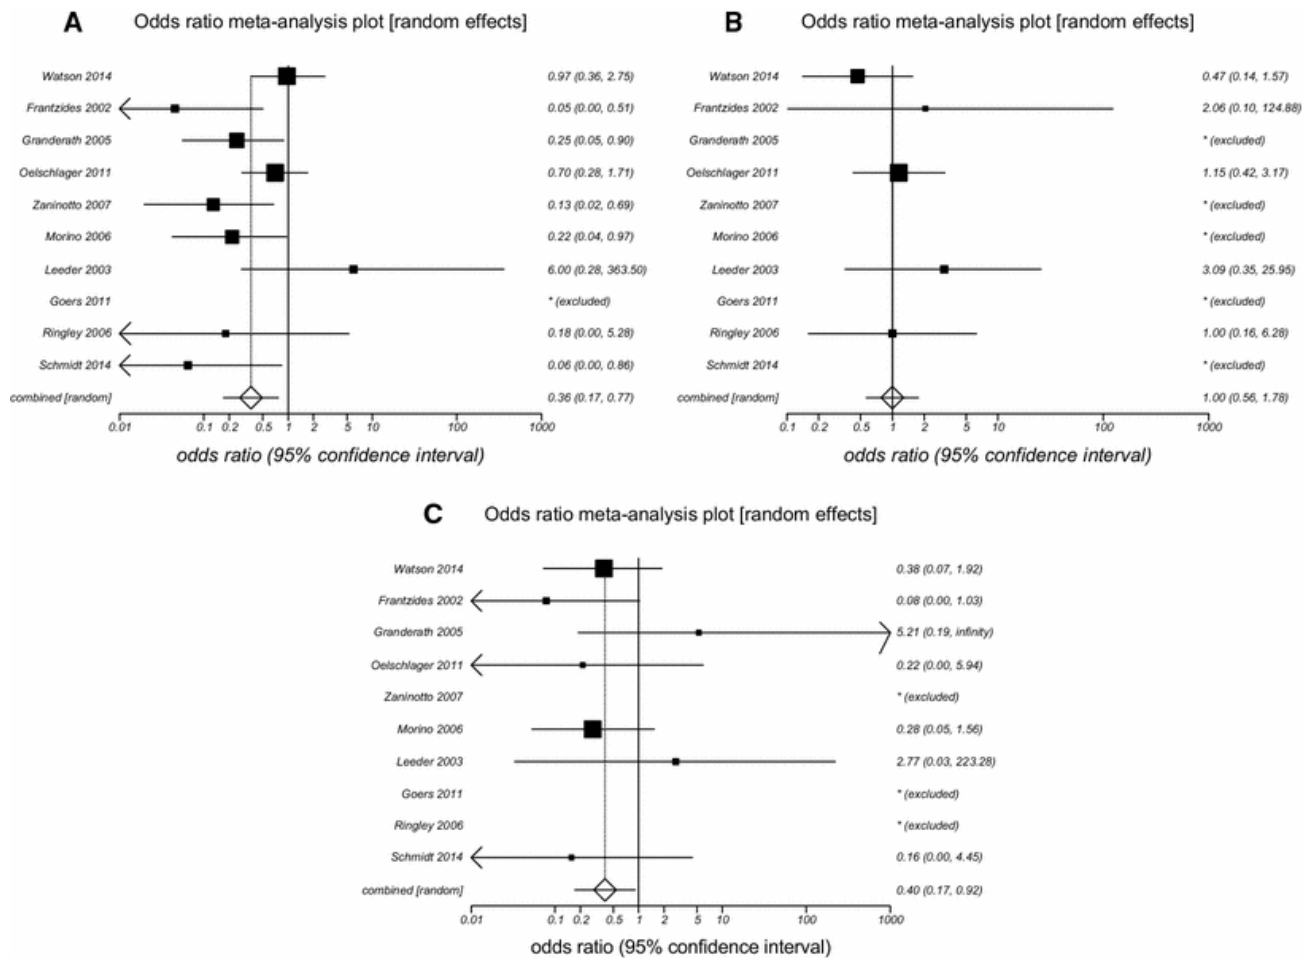 A Odds ratio meta-analysis plot [random effects]
Watson 2014 0.97 (0.36, 2.75)
Frantzides 2002 0.05 (0.00, 0.51)
Granderath 2005 0.25 (0.05, 0.90)
Oelschlager 2011 0.70 (0.28, 1.71)
Zaninotto 2007 0.13 (0.02, 0.69)
Morino 2006 0.22 (0.04, 0.97)
Leeder 2003 6.00 (0.28, 363.50)
Goers 2011 * (excluded)
Ringley 2006 0.18 (0.00, 5.28)
Schmidt 2014 0.06 (0.00, 0.86)
combined [random] 0.36 (0.17, 0.77)
0.01 0.1 0.2 0.5 1 2 5 10 100 1000
odds ratio (95% confidence interval)
B Odds ratio meta-analysis plot [random effects]
Watson 2014 0.47 (0.14, 1.57)
Frantzides 2002 2.06 (0.10, 124.88)
Granderath 2005 * (excluded)
Oelschlager 2011 1.15 (0.42, 3.17)
Zaninotto 2007 * (excluded)
Morino 2006 * (excluded)
Leeder 2003 3.09 (0.35, 25.95)
Goers 2011 * (excluded)
Ringley 2006 1.00 (0.16, 6.28)
Schmidt 2014 * (excluded)
combined [random] 1.00 (0.56, 1.78)
0.1 0.2 0.5 1 2 5 10 100 1000
odds ratio (95% confidence interval)
C Odds ratio meta-analysis plot [random effects]
Watson 2014 0.38 (0.07, 1.92)
Frantzides 2002 0.08 (0.00, 1.03)
Granderath 2005 5.21 (0.19, infinity)
Oelschlager 2011 0.22 (0.00, 5.94)
Zaninotto 2007 * (excluded)
Morino 2006 0.28 (0.05, 1.56)
Leeder 2003 2.77 (0.03, 223.28)
Goers 2011 * (excluded)
Ringley 2006 * (excluded)
Schmidt 2014 0.16 (0.00, 4.45)
combined [random] 0.40 (0.17, 0.92)
0.01 0.1 0.2 0.5 1 2 5 10 100 1000
odds ratio (95% confidence interval)